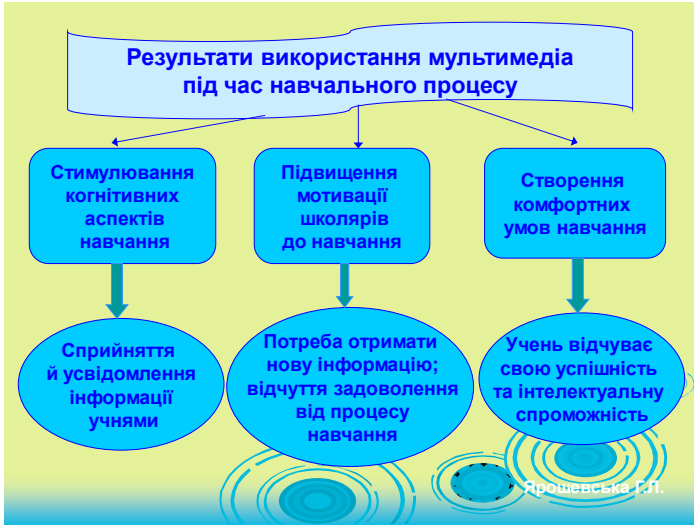 Результати використання мультимедіа
під час навчального процесу
Стимулювання
когнітивних
аспектів
навчання
Підвищення
мотивації
школярів
до навчання
Створення
комфортних
умов навчання
Сприйняття
й усвідомлення
інформації
учнями
Потреба отримати
нову інформацію;
відчуття задоволення
від процесу
навчання
Учень відчуває
свою успішність
та інтелектуальну
спроможність
Ярошевська Г.П.